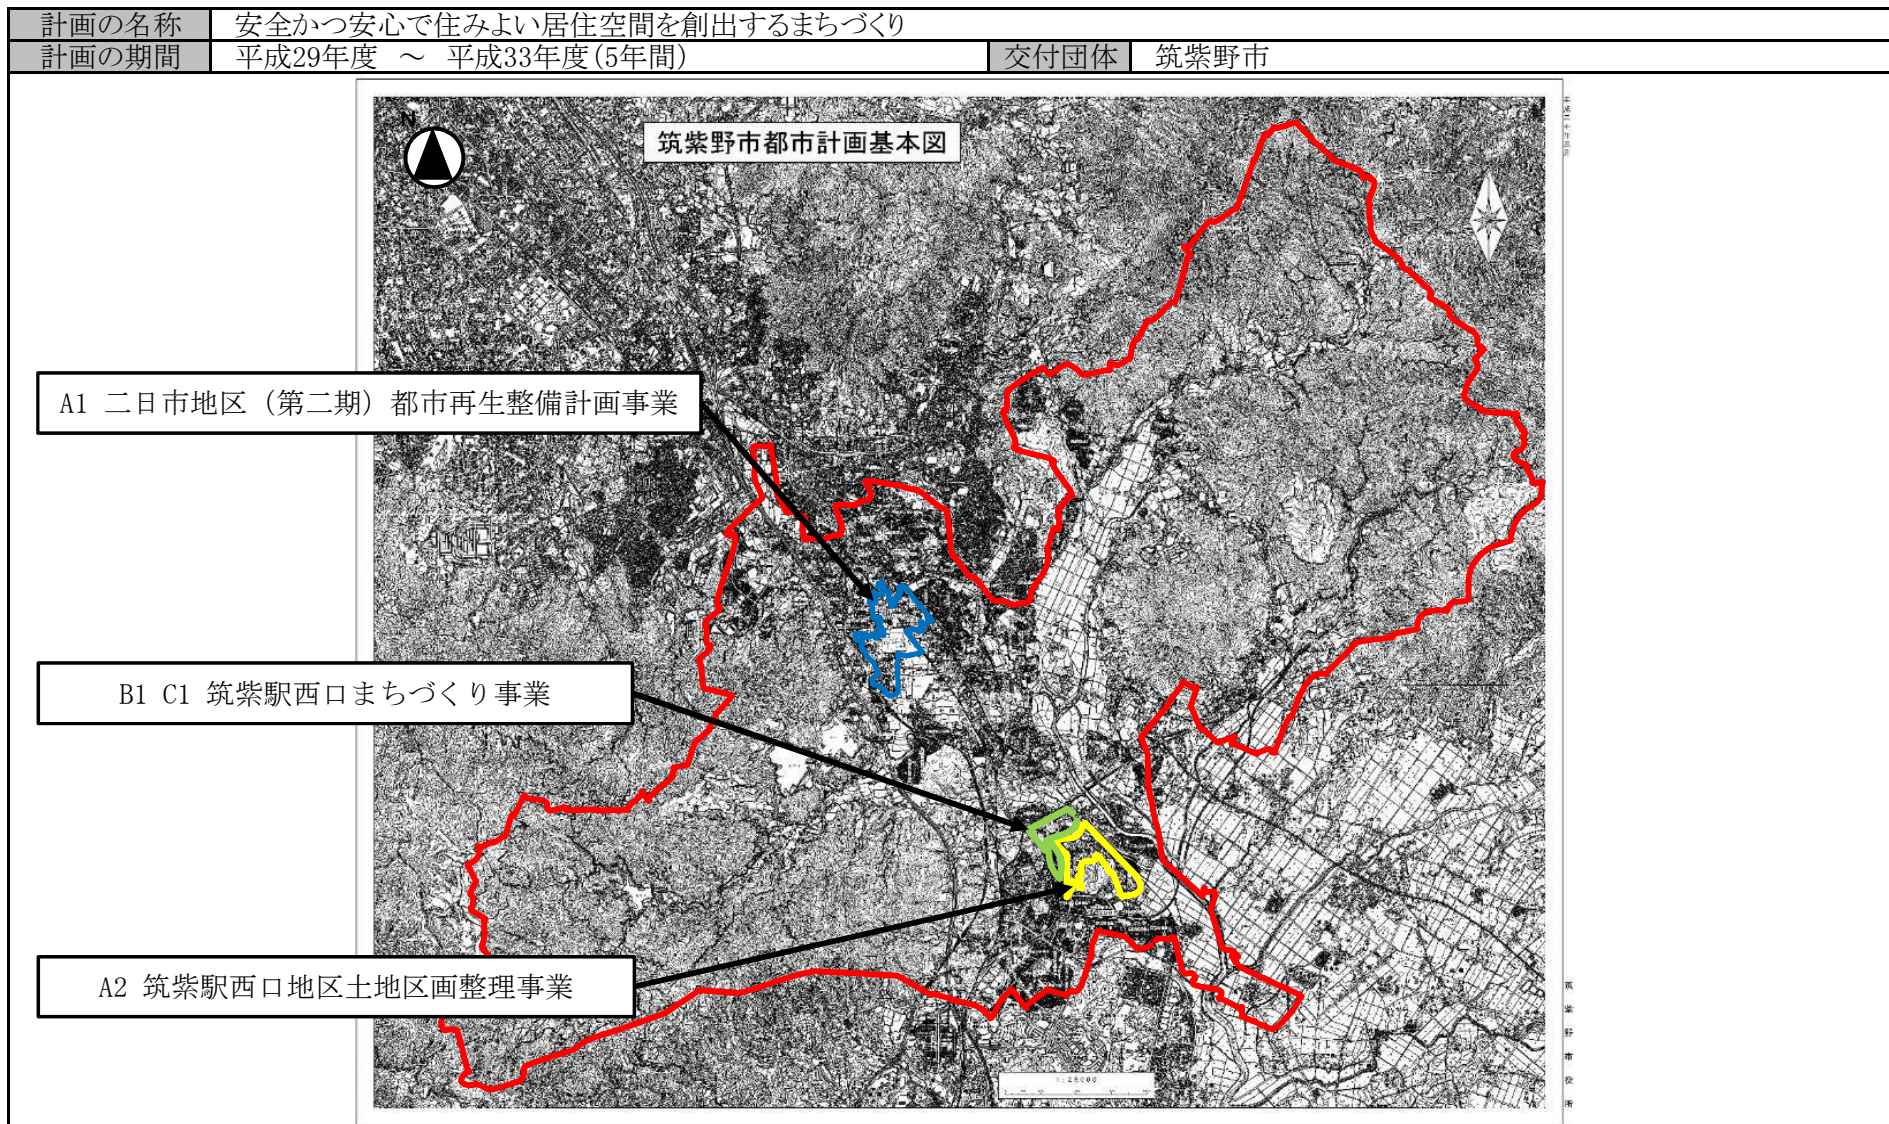 計画の名称 安全かつ安心で住みよい居住空間を創出するまちづくり
計画の期間 平成29年度 ～ 平成33年度(5年間) 交付団体 筑紫野市
N
筑紫野市都市計画基本図
A1 二日市地区（第二期）都市再生整備計画事業
B1 C1 筑紫駅西口まちづくり事業
A2 筑紫駅西口地区土地区画整理事業
筑紫野市役所